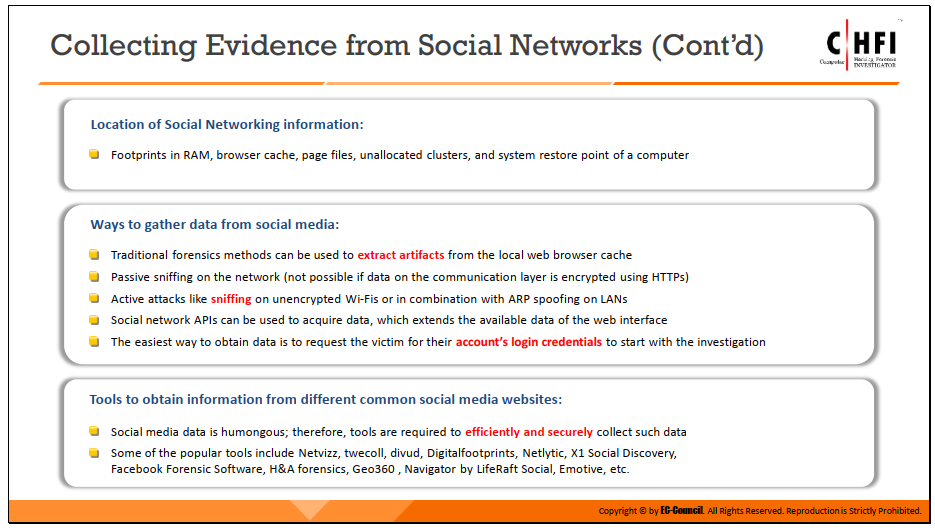 Collecting Evidence from Social Networks (Cont’d)
C HFI
Computer Hacking Forensic
INVESTIGATOR
Location of Social Networking information:
Footprints in RAM, browser cache, page files, unallocated clusters, and system restore point of a computer
Ways to gather data from social media:
Traditional forensics methods can be used to extract artifacts from the local web browser cache
Passive sniffing on the network (not possible if data on the communication layer is encrypted using HTTPs)
Active attacks like sniffing on unencrypted Wi-Fis or in combination with ARP spoofing on LANs
Social network APIs can be used to acquire data, which extends the available data of the web interface
The easiest way to obtain data is to request the victim for their account’s login credentials to start with the investigation
Tools to obtain information from different common social media websites:
Social media data is humongous; therefore, tools are required to efficiently and securely collect such data
Some of the popular tools include Netvizz, twecoll, divud, Digitalfootprints, Netlytic, X1 Social Discovery,
Facebook Forensic Software, H&A forensics, Geo360 , Navigator by LifeRaft Social, Emotive, etc.
Copyright © by EC-Council. All Rights Reserved. Reproduction is Strictly Prohibited.